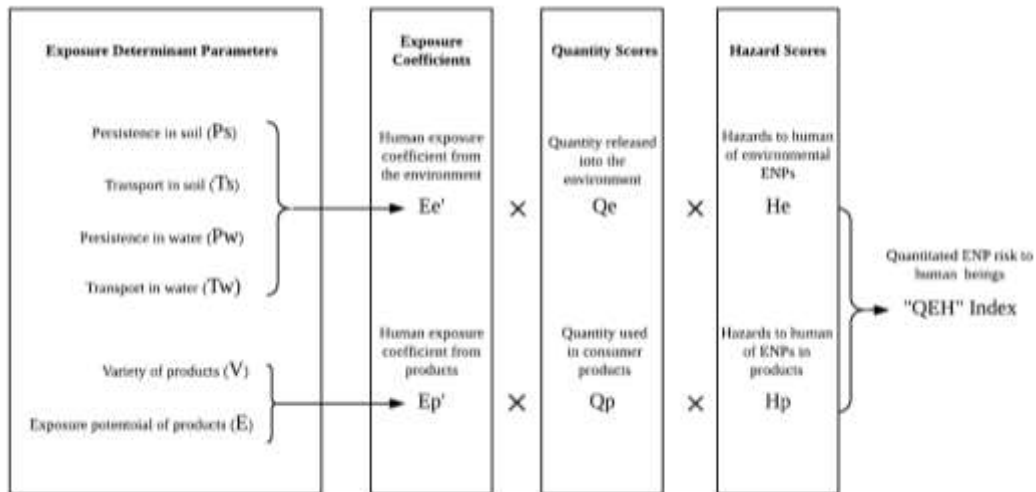 Exposure Determinant Parameters
Persistence in soil (Ps)
Transport in soil (Ts)
Persistence in water (Pw)
Transport in water (Tw)
Variety of products (V)
Exposure potentoial of products (E)
Exposure
Coefficients
Human exposure
coefficient from
the environment
Ee'
Human exposure
coefficient from
products
Ep'
×
×
Quantity Scores
Quantity released
into the
environment
Qe
Quantity used
in consumer
products
Qp
×
×
Hazard Scores
Hazards to human
of environmental
ENPs
He
Hazards to human
of ENPs in
products
Hp
Quantitated ENP risk to
human beings
"QEH" Index